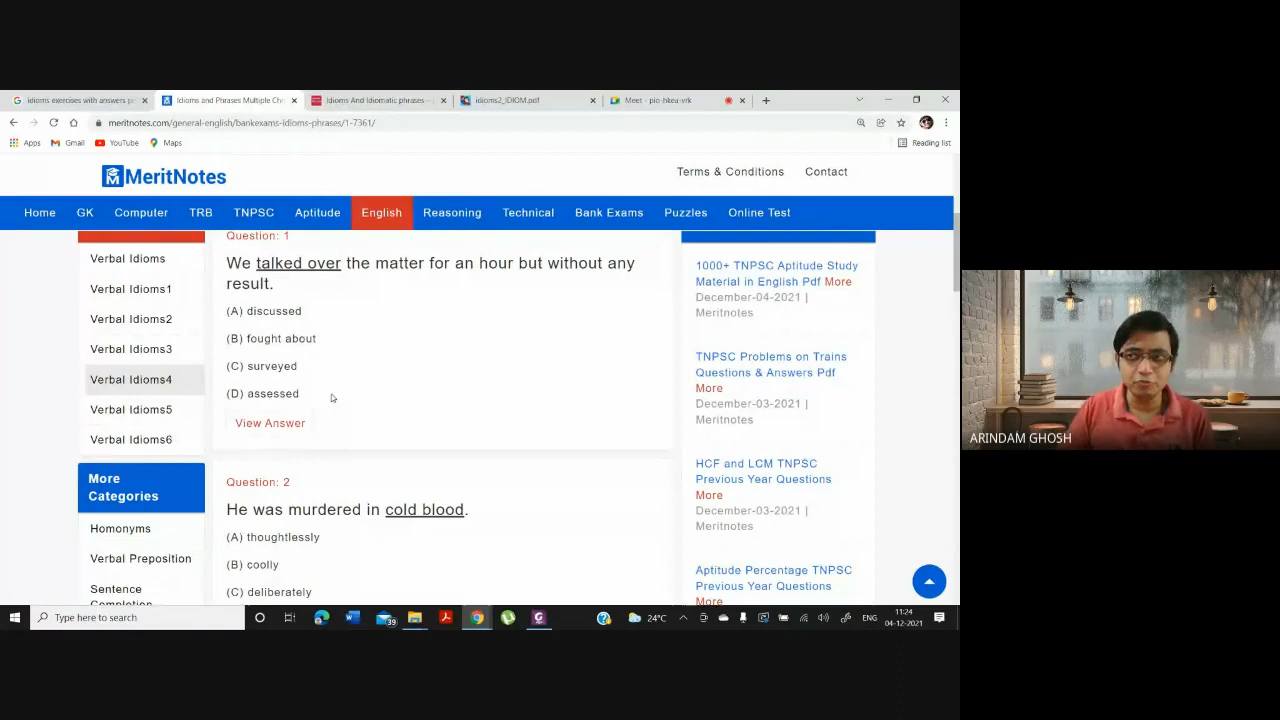 idioms exercises with answers p
Idioms and Phrases Multiple Ch
Idioms And Idiomatic phrases –
idioms2_IDIOM.pdf
Meet - pie-hkea-vrk
meritnotes.com/general-english/bankexams-idioms-phrases/1-7361/
Apps
Gmail
YouTube
Maps
Reading list
MeritNotes
Terms & Conditions
Contact
Home
GK
Computer
TRB
TNPSC
Aptitude
English
Reasoning
Technical
Bank Exams
Puzzles
Online Test
Verbal Idioms
Verbal Idioms1
Verbal Idioms2
Verbal Idioms3
Verbal Idioms4
Verbal Idioms5
Verbal Idioms6
More
Categories
Homonyms
Verbal Preposition
Sentence
Completion
Question: 1
We talked over the matter for an hour but without any
result.
(A) discussed
(B) fought about
(C) surveyed
(D) assessed
View Answer
Question: 2
He was murdered in cold blood.
(A) thoughtlessly
(B) coolly
(C) deliberately
1000+ TNPSC Aptitude Study
Material in English Pdf More
December-04-2021 |
Meritnotes
TNPSC Problems on Trains
Questions & Answers Pdf
More
December-03-2021 |
Meritnotes
HCF and LCM TNPSC
Previous Year Questions
More
December-03-2021 |
Meritnotes
Aptitude Percentage TNPSC
Previous Year Questions
More
ARINDAM GHOSH
Type here to search
39
24°C
ENG
11:24
04-12-2021